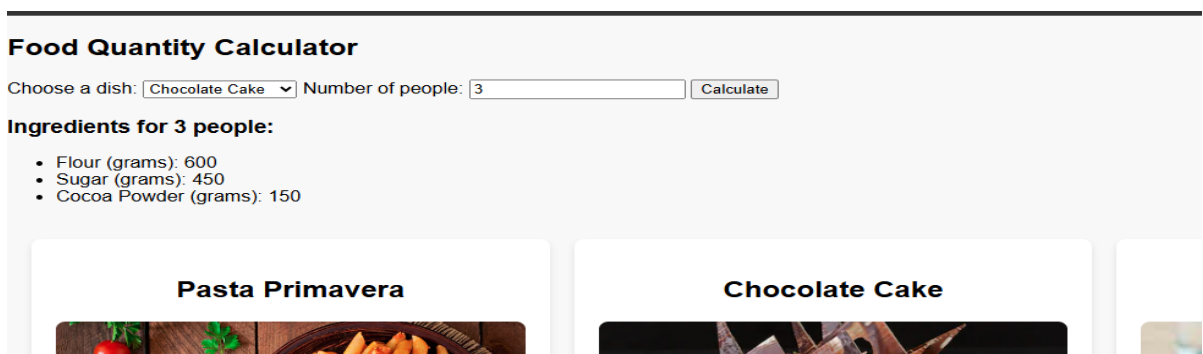 Food Quantity Calculator
Choose a dish: Chocolate Cake Number of people: 3 Calculate
Ingredients for 3 people:
• Flour (grams): 600
• Sugar (grams): 450
• Cocoa Powder (grams): 150
Pasta Primavera
Chocolate Cake